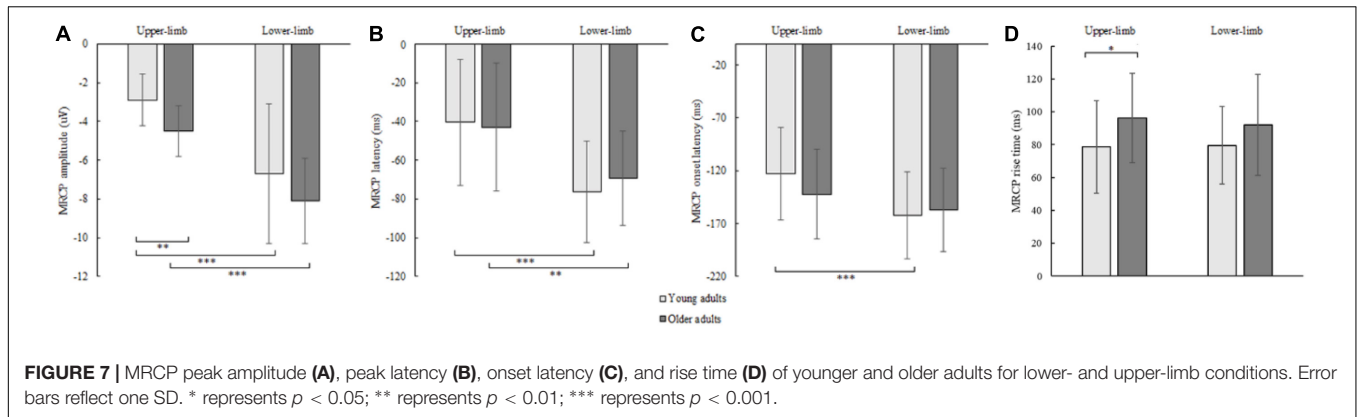 A
Upper-limb Lower-limb
0
-2
-4
-6
-8
-10
-12
MRCP amplitude (uV)
**
***
***
B
Upper-limb Lower-limb
0
-20
-40
-60
-80
-100
-120
MRCP latency (ms)
***
**
C
Upper-limb Lower-limb
-20
-70
-120
-170
-220
MRCP onset latency (ms)
***
D
Upper-limb Lower-limb
140
120
100
80
60
40
20
0
MRCP rise time (ms)
*
Young adults
Older adults
FIGURE 7 | MRCP peak amplitude (A), peak latency (B), onset latency (C), and rise time (D) of younger and older adults for lower- and upper-limb conditions. Error
bars reflect one SD. * represents p < 0.05; ** represents p < 0.01; *** represents p < 0.001.